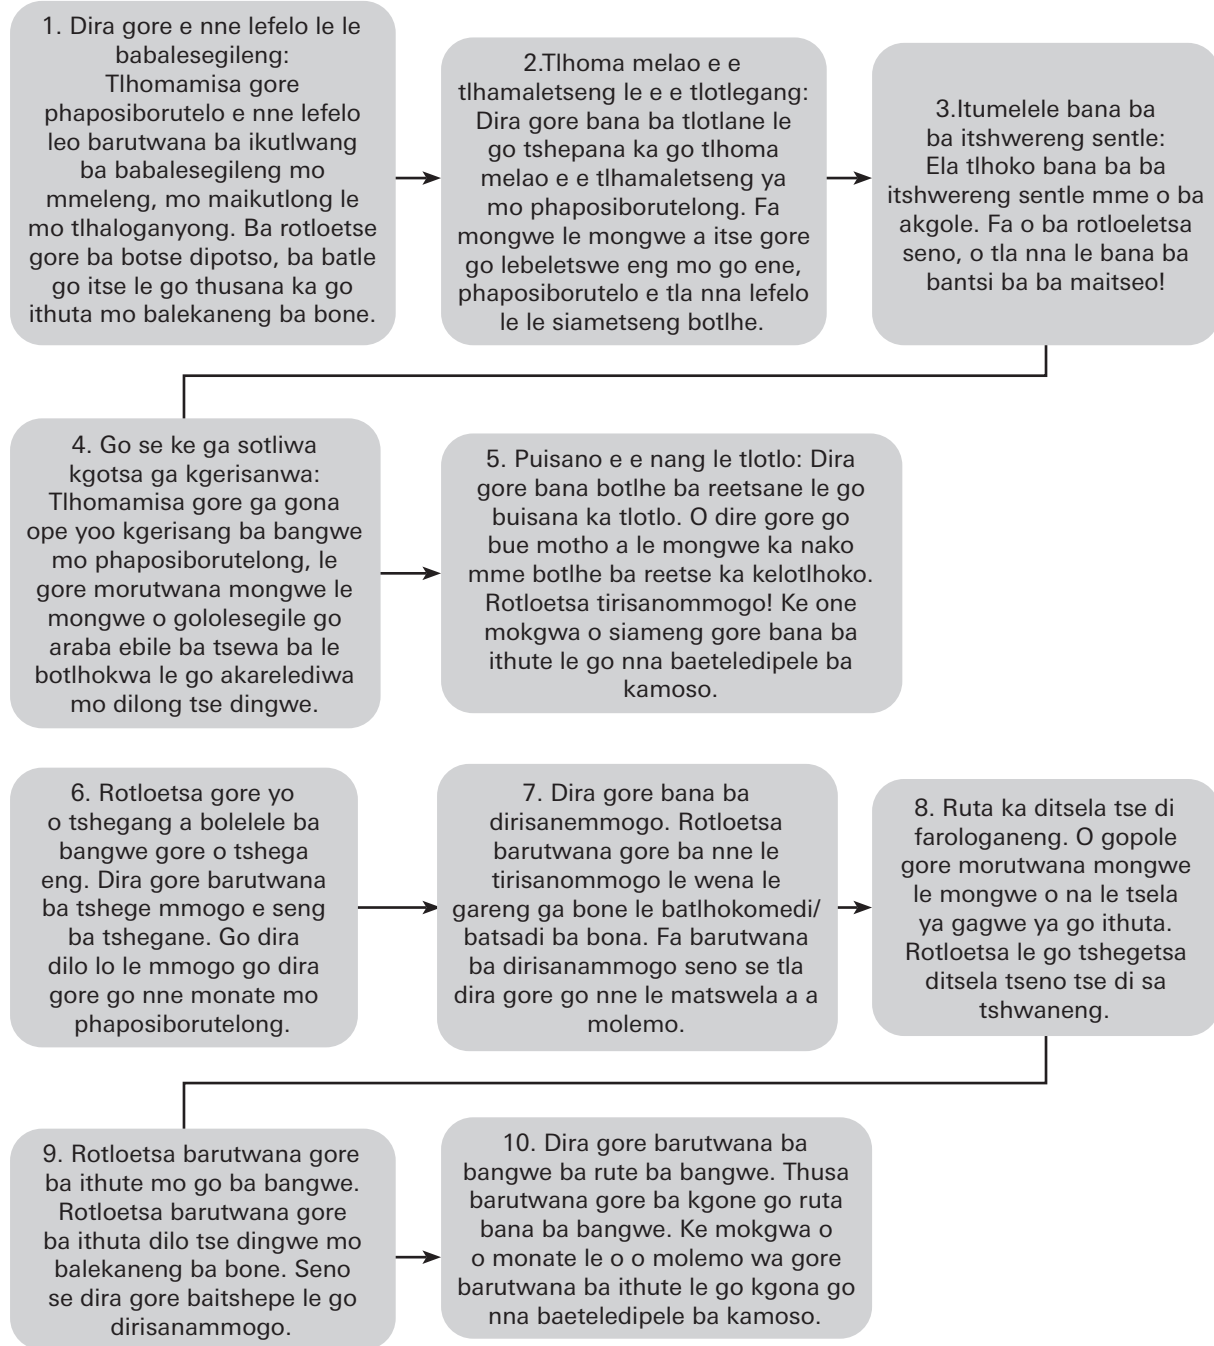 1. Dira gore e nne lefelo le le
babalesegileng:
Tlhomamisa gore
phaposiborutelo e nne lefelo
leo barutwana ba ikutlwang
ba babalesegileng mo
mmeleng, mo maikutlong le
mo tlhaloganyong. Ba rotloetse
gore ba botse dipotso, ba batle
go itse le go thusana ka go
ithuta mo balekaneng ba bone.
2.Tlhoma melao e e
tlhamaletseng le e e tlotlegang:
Dira gore bana ba tlotlane le
go tshepana ka go tlhoma
melao e e tlhamaletseng ya
mo phaposiborutelong. Fa
mongwe le mongwe a itse gore
go lebeletswe eng mo go ene,
phaposiborutelo e tla nna lefelo
le le siametseng botlhe.
3.Itumelele bana ba
ba itshwereng sentle:
Ela tlhoko bana ba ba
itshwereng sentle mme o ba
akgole. Fa o ba rotloeletsa
seno, o tla nna le bana ba
bantsi ba ba maitseo!
4. Go se ke ga sotliwa
kgotsa ga kgerisanwa:
Tlhomamisa gore ga gona
ope yoo kgerisang ba bangwe
mo phaposiborutelong, le
gore morutwana mongwe le
mongwe o gololesegile go
araba ebile ba tsewa ba le
botlhokwa le go akarelediwa
mo dilong tse dingwe.
5. Puisano e e nang le tlotlo: Dira
gore bana botlhe ba reetsane le go
buisana ka tlotlo. O dire gore go
bue motho a le mongwe ka nako
mme botlhe ba reetse ka kelotlhoko.
Rotloetsa tirisanommogo! Ke one
mokgwa o siameng gore bana ba
ithute le go nna baeteledipele ba
kamoso.
6. Rotloetsa gore yo
o tshegang a bolelele ba
bangwe gore o tshega
eng. Dira gore barutwana
ba tshege mmogo e seng
ba tshegane. Go dira
dilo lo le mmogo go dira
gore go nne monate mo
phaposiborutelong.
7. Dira gore bana ba
dirisanemmogo. Rotloetsa
barutwana gore ba nne le
tirisanommogo le wena le
gareng ga bone le batlhokomedi/
batsadi ba bona. Fa barutwana
ba dirisanammogo seno se tla
dira gore go nne le matswela a a
molemo.
8. Ruta ka ditsela tse di
farologaneng. O gopole
gore morutwana mongwe
le mongwe o na le tsela
ya gagwe ya go ithuta.
Rotloetsa le go tshegetsa
ditsela tseno tse di sa
tshwaneng.
9. Rotloetsa barutwana gore
ba ithute mo go ba bangwe.
Rotloetsa barutwana gore
ba ithuta dilo tse dingwe mo
balekaneng ba bone. Seno
se dira gore baitshepe le go
dirisanammogo.
10. Dira gore barutwana ba
bangwe ba rute ba bangwe. Thusa
barutwana gore ba kgone go ruta
bana ba bangwe. Ke mokgwa o
o monate le o o molemo wa gore
barutwana ba ithute le go kgona go
nna baeteledipele ba kamoso.